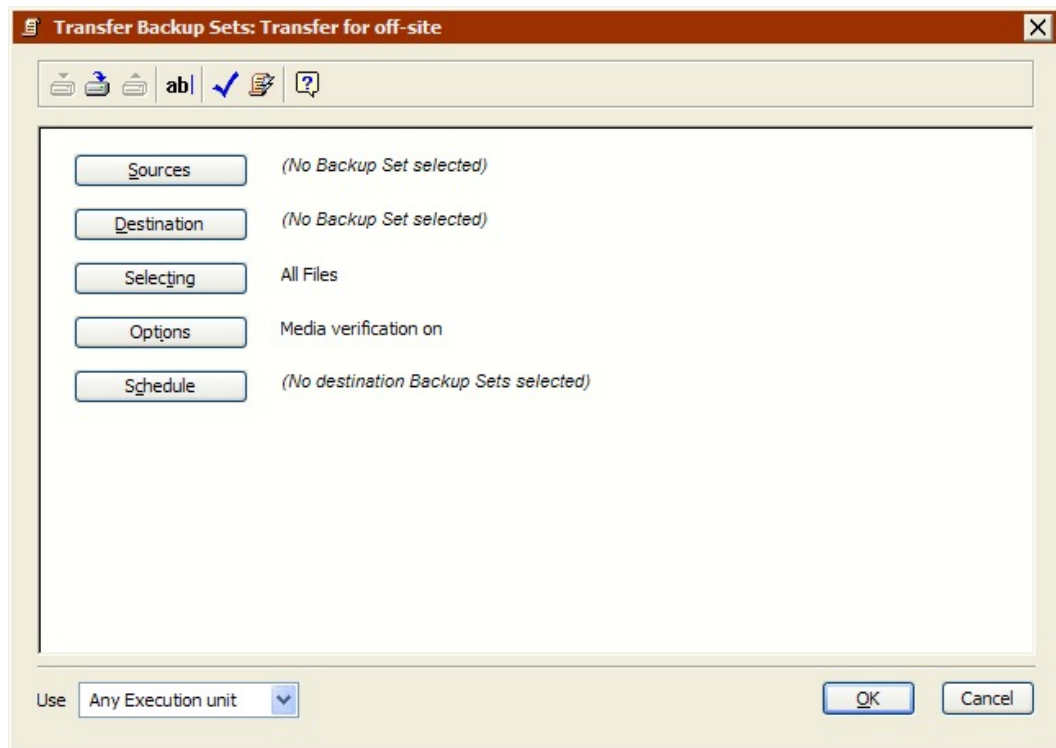 Transfer Backup Sets: Transfer for off-site
ab|
Sources (No Backup Set selected)
Destination (No Backup Set selected)
Selecting All Files
Options Media verification on
Schedule (No destination Backup Sets selected)
Use Any Execution unit OK Cancel